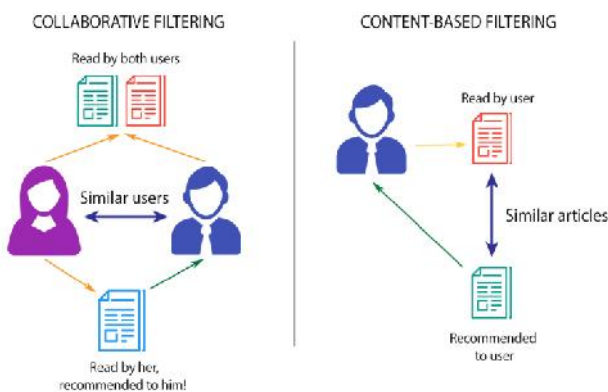 COLLABORATIVE FILTERING
Read by both users
Similar users
Read by her,
recommended to him!
CONTENT-BASED FILTERING
Read by user
Similar articles
Recommended
to user